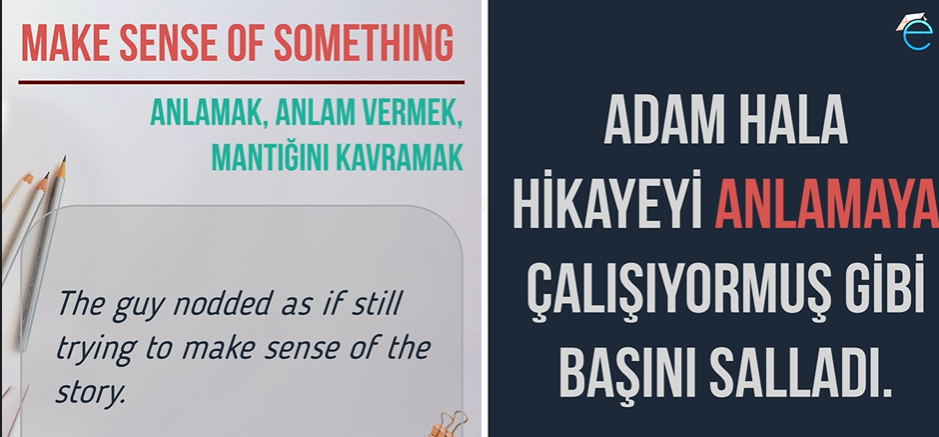 MAKE SENSE OF SOMETHING
ANLAMAK, ANLAM VERMEK,
MANTIĞINI KAVRAMAK
The guy nodded as if still
trying to make sense of the
story.
ADAM HALA
HİKAYEYİ ANLAMAYA
ÇALIŞIYORMUŞ GİBİ
BAŞINI SALLADI.